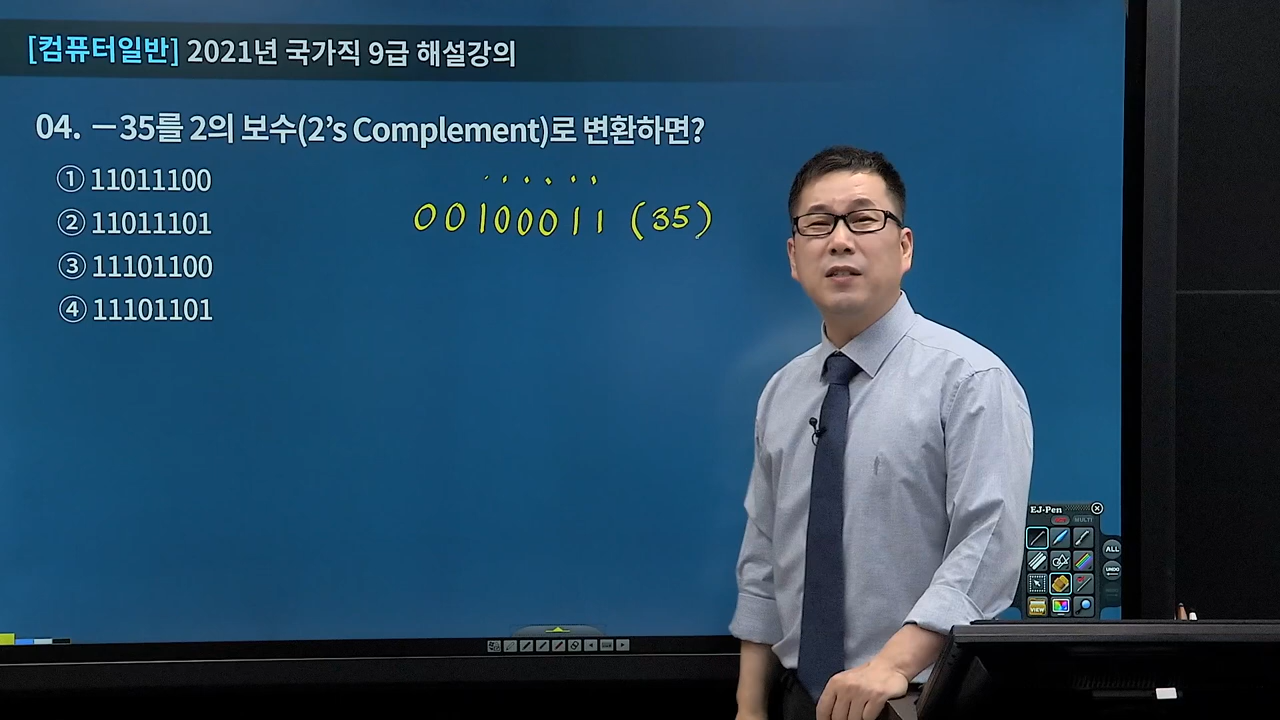 [컴퓨터일반] 2021년 국가직 9급 해설강의
04. －35를 2의 보수(2’s Complement)로 변환하면?
① 11011100
② 11011101
③ 11101100
④ 11101101
00100011 (35)
EJ-Pen
MULTI
ALL
UNDO
VIEW